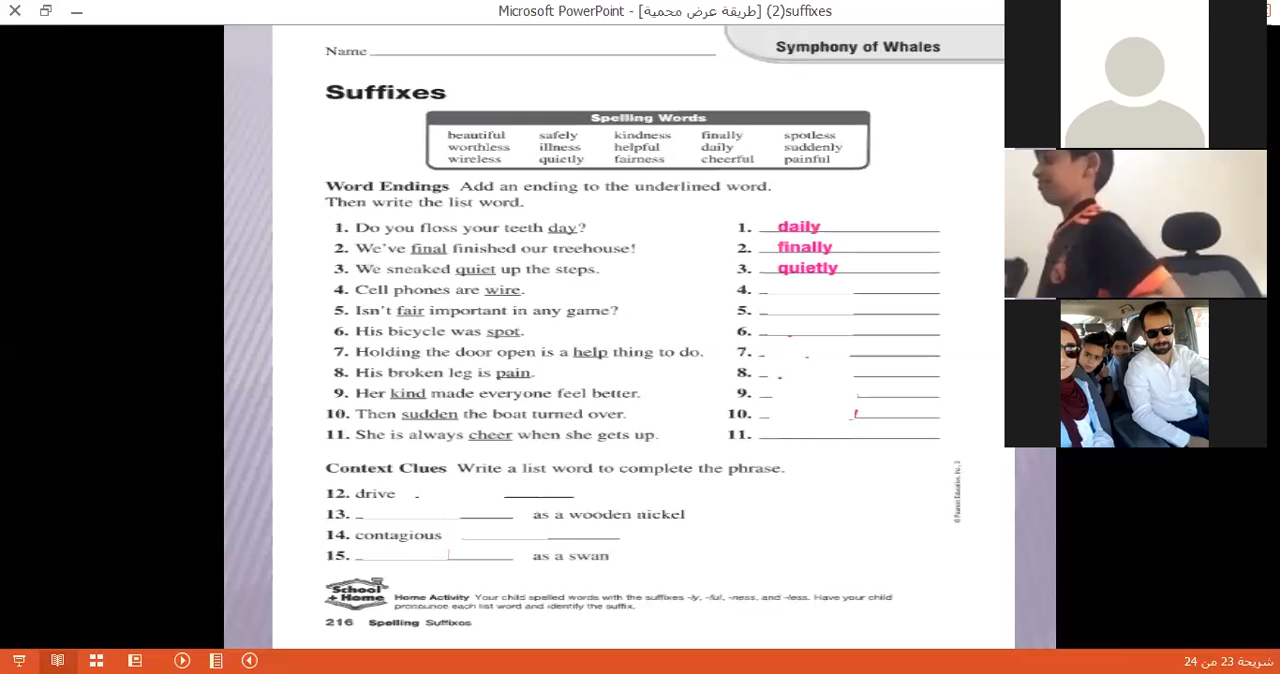 Microsoft PowerPoint - [طريقة عرض محمية] (2)suffixes
Name
Symphony of Whales
Suffixes
Spelling Words
beautiful safely kindness finally spotless
worthless illness helpful daily suddenly
wireless quietly fairness cheerful painful
Word Endings Add an ending to the underlined word.
Then write the list word.
1. Do you floss your teeth day? 1. daily
2. We've final finished our treehouse! 2. finally
3. We sneaked quiet up the steps. 3. quietly
4. Cell phones are wire. 4.
5. Isn't fair important in any game? 5.
6. His bicycle was spot. 6.
7. Holding the door open is a help thing to do. 7.
8. His broken leg is pain. 8.
9. Her kind made everyone feel better. 9.
10. Then sudden the boat turned over. 10.
11. She is always cheer when she gets up. 11.
Context Clues Write a list word to complete the phrase.
12. drive
13. as a wooden nickel
14. contagious
15. as a swan
© Pearson Education, Inc., 3
School + Home
Home Activity Your child spelled words with the suffixes -ly, -ful, -ness, and -less. Have your child
pronounce each list word and identify the suffix.
216 Spelling Suffixes
شريحة 23 من 24